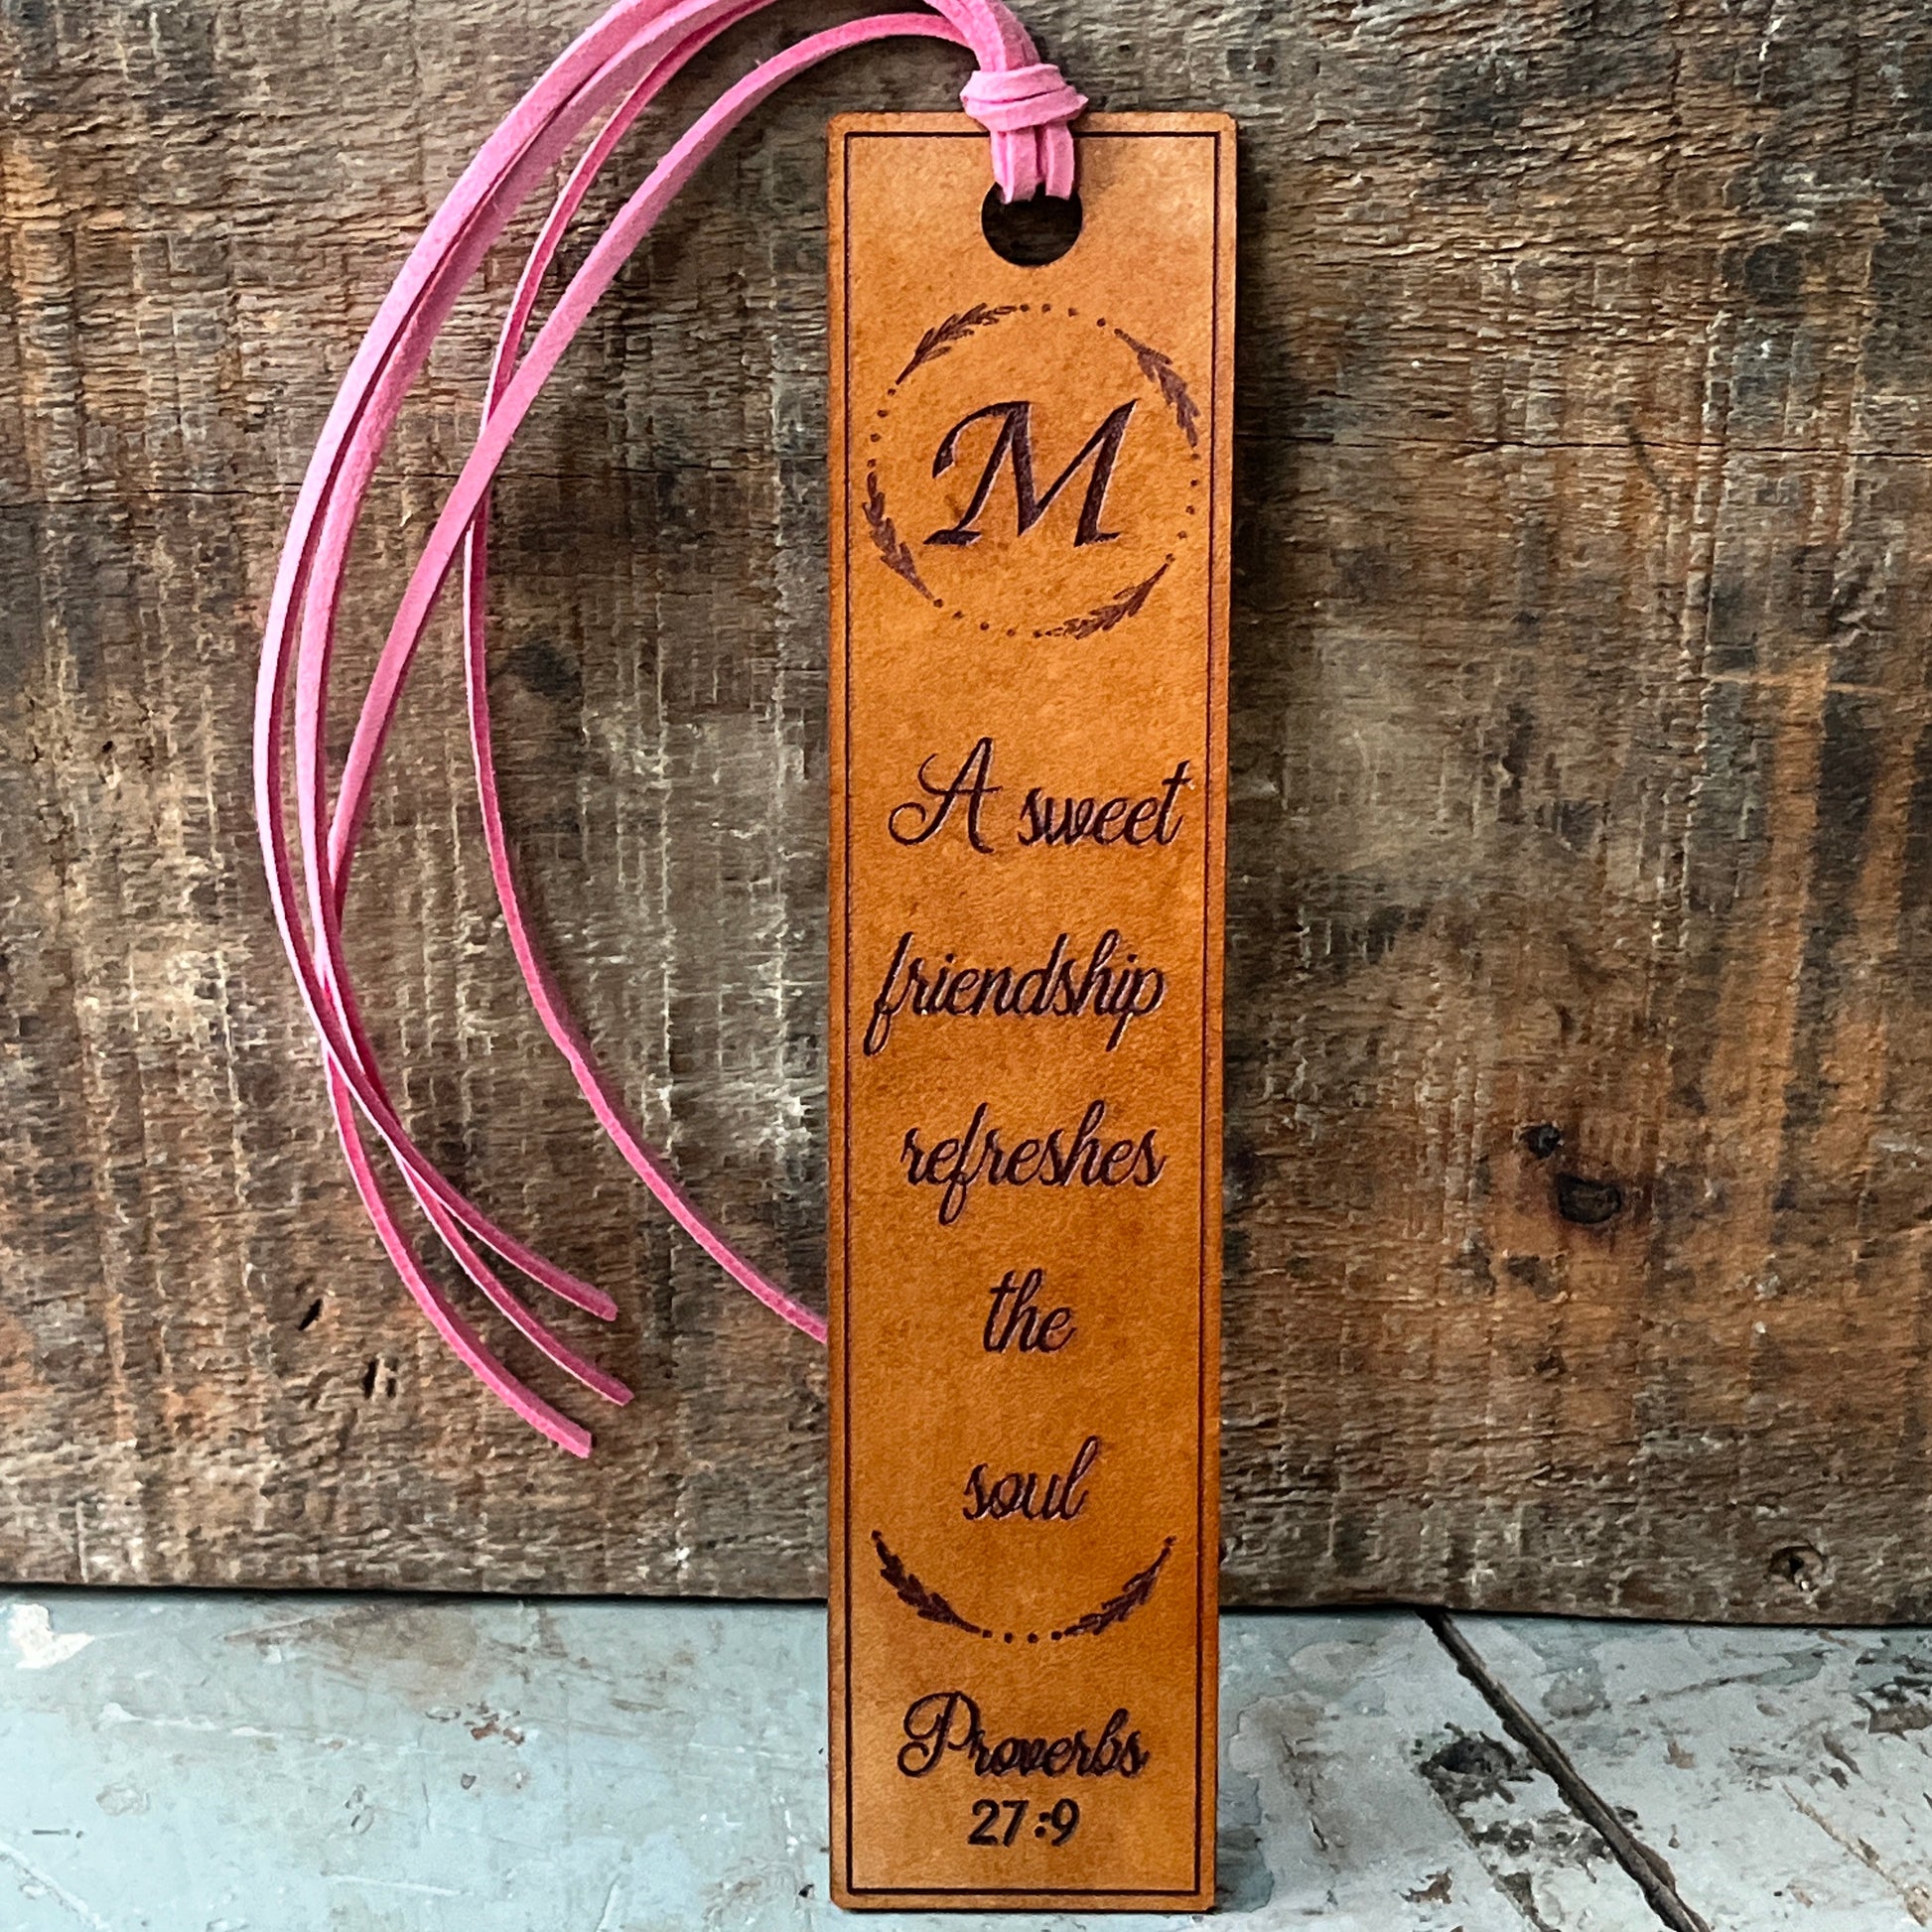 M
A sweet
friendship
refreshes
the
soul
Proverbs
27:9